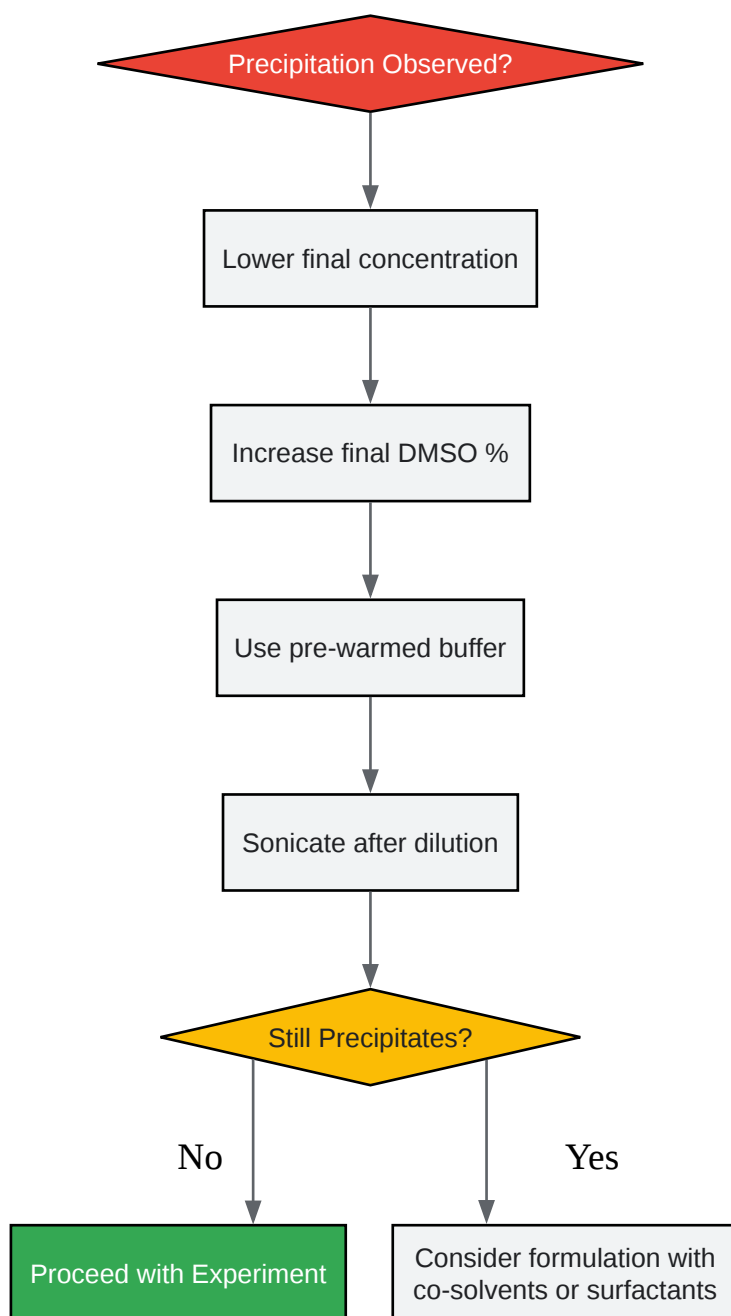 Precipitation Observed?
Lower final concentration
Increase final DMSO %
Use pre-warmed buffer
Sonicate after dilution
Still Precipitates?
No
Yes
Proceed with Experiment
Consider formulation with
co-solvents or surfactants